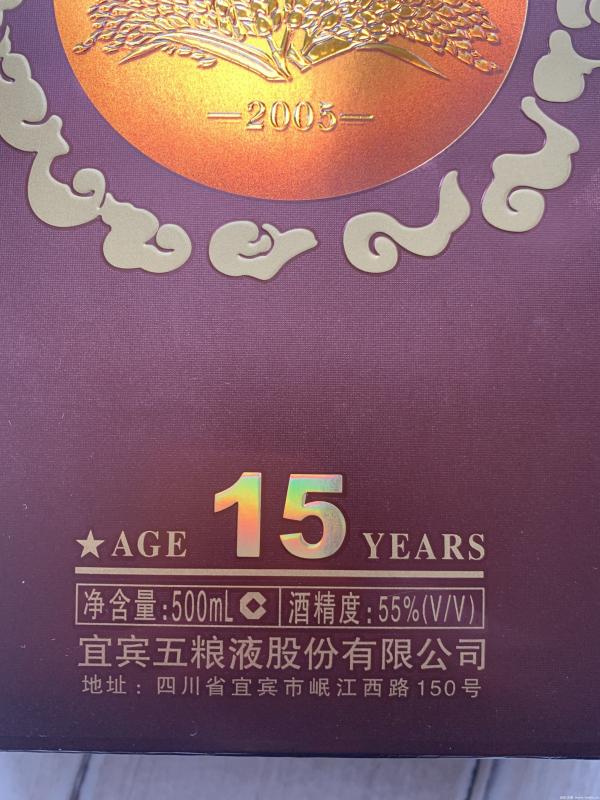 —2005—
★AGE 15 YEARS
净含量:500mL 酒精度:55%(V/V)
宜宾五粮液股份有限公司
地址：四川省宜宾市岷江西路150号